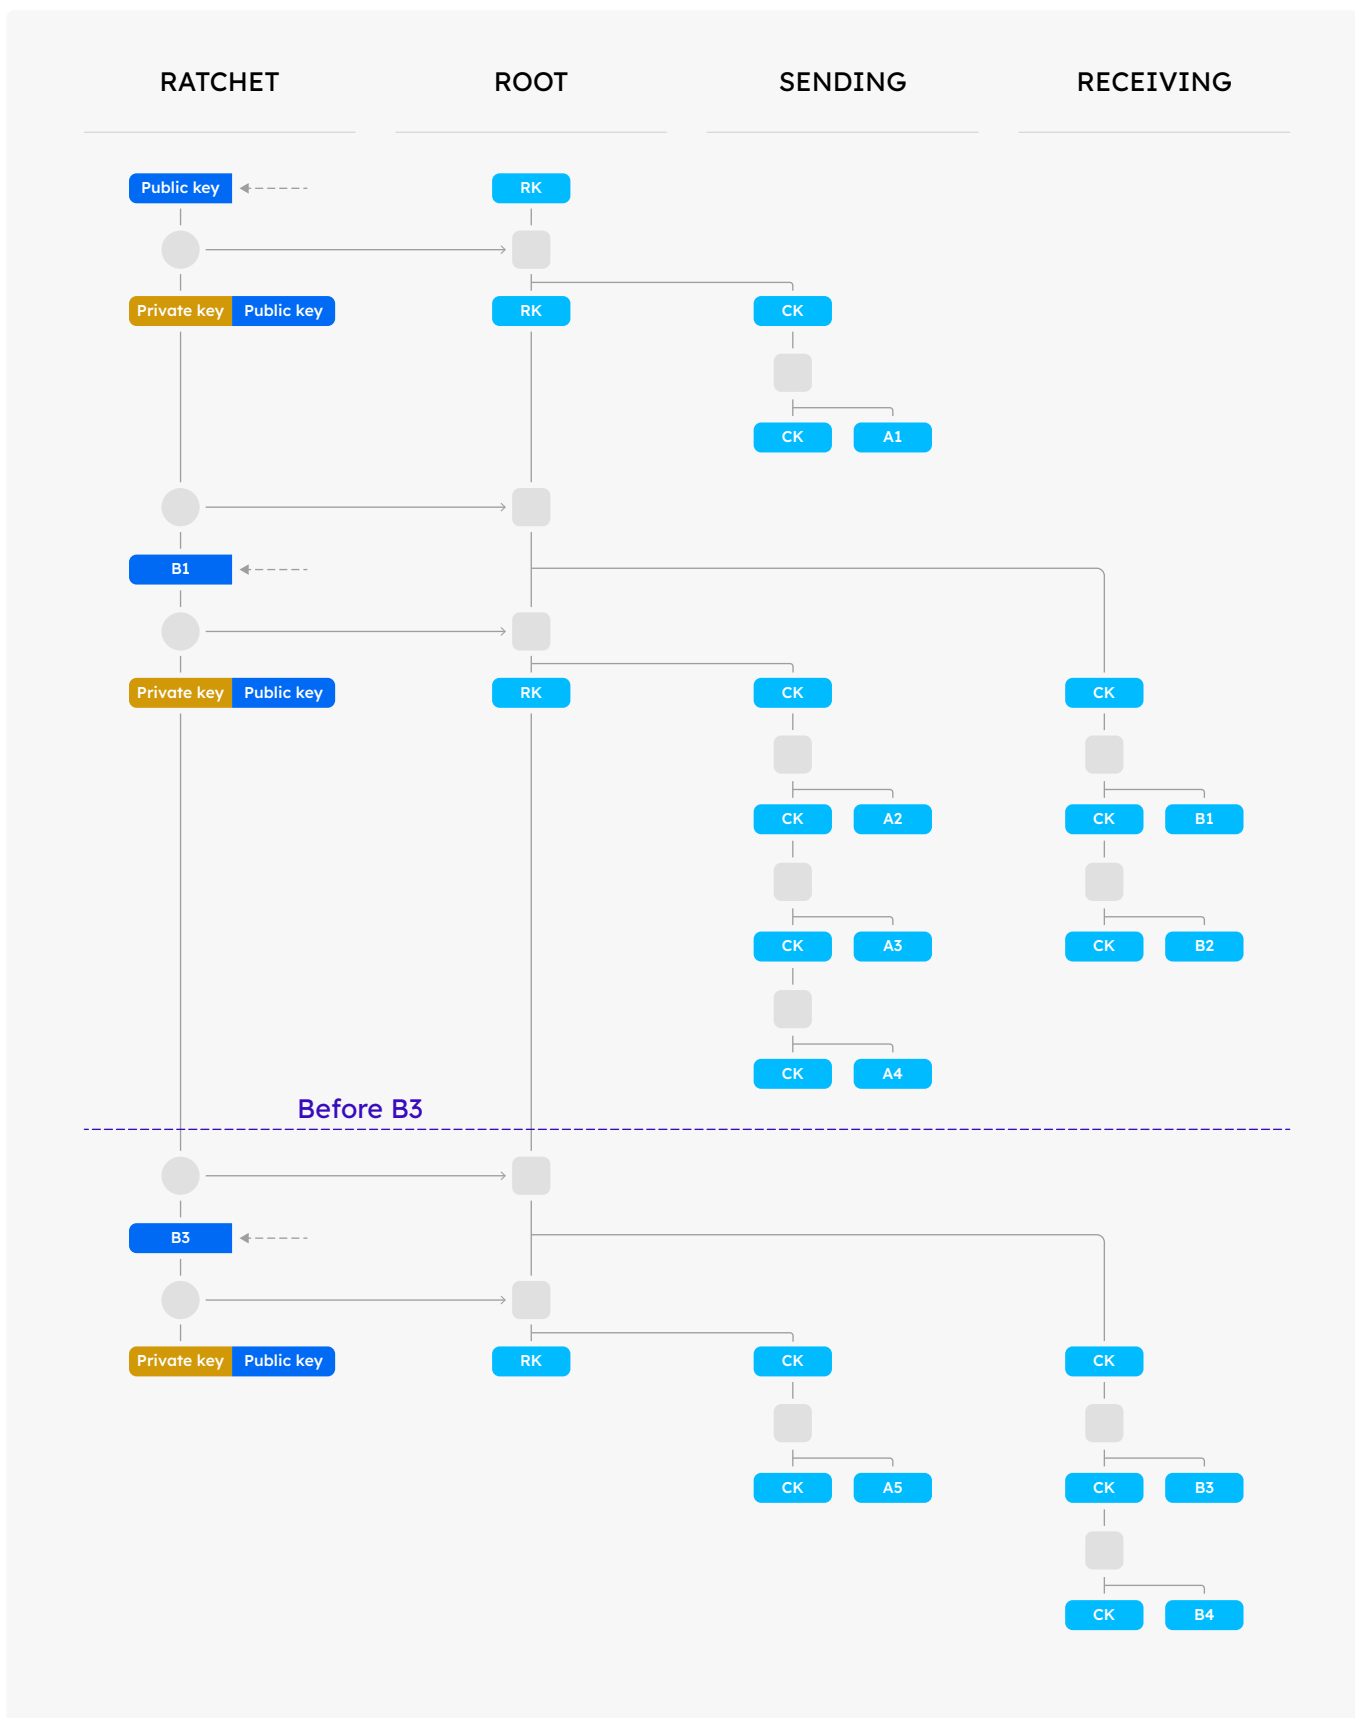 RATCHET ROOT SENDING RECEIVING
Public key RK
Private key Public key RK CK
CK A1
B1
Private key Public key RK CK CK
CK A2 CK B1
CK A3 CK B2
CK A4
Before B3
B3
Private key Public key RK CK CK
CK A5 CK B3
CK B4